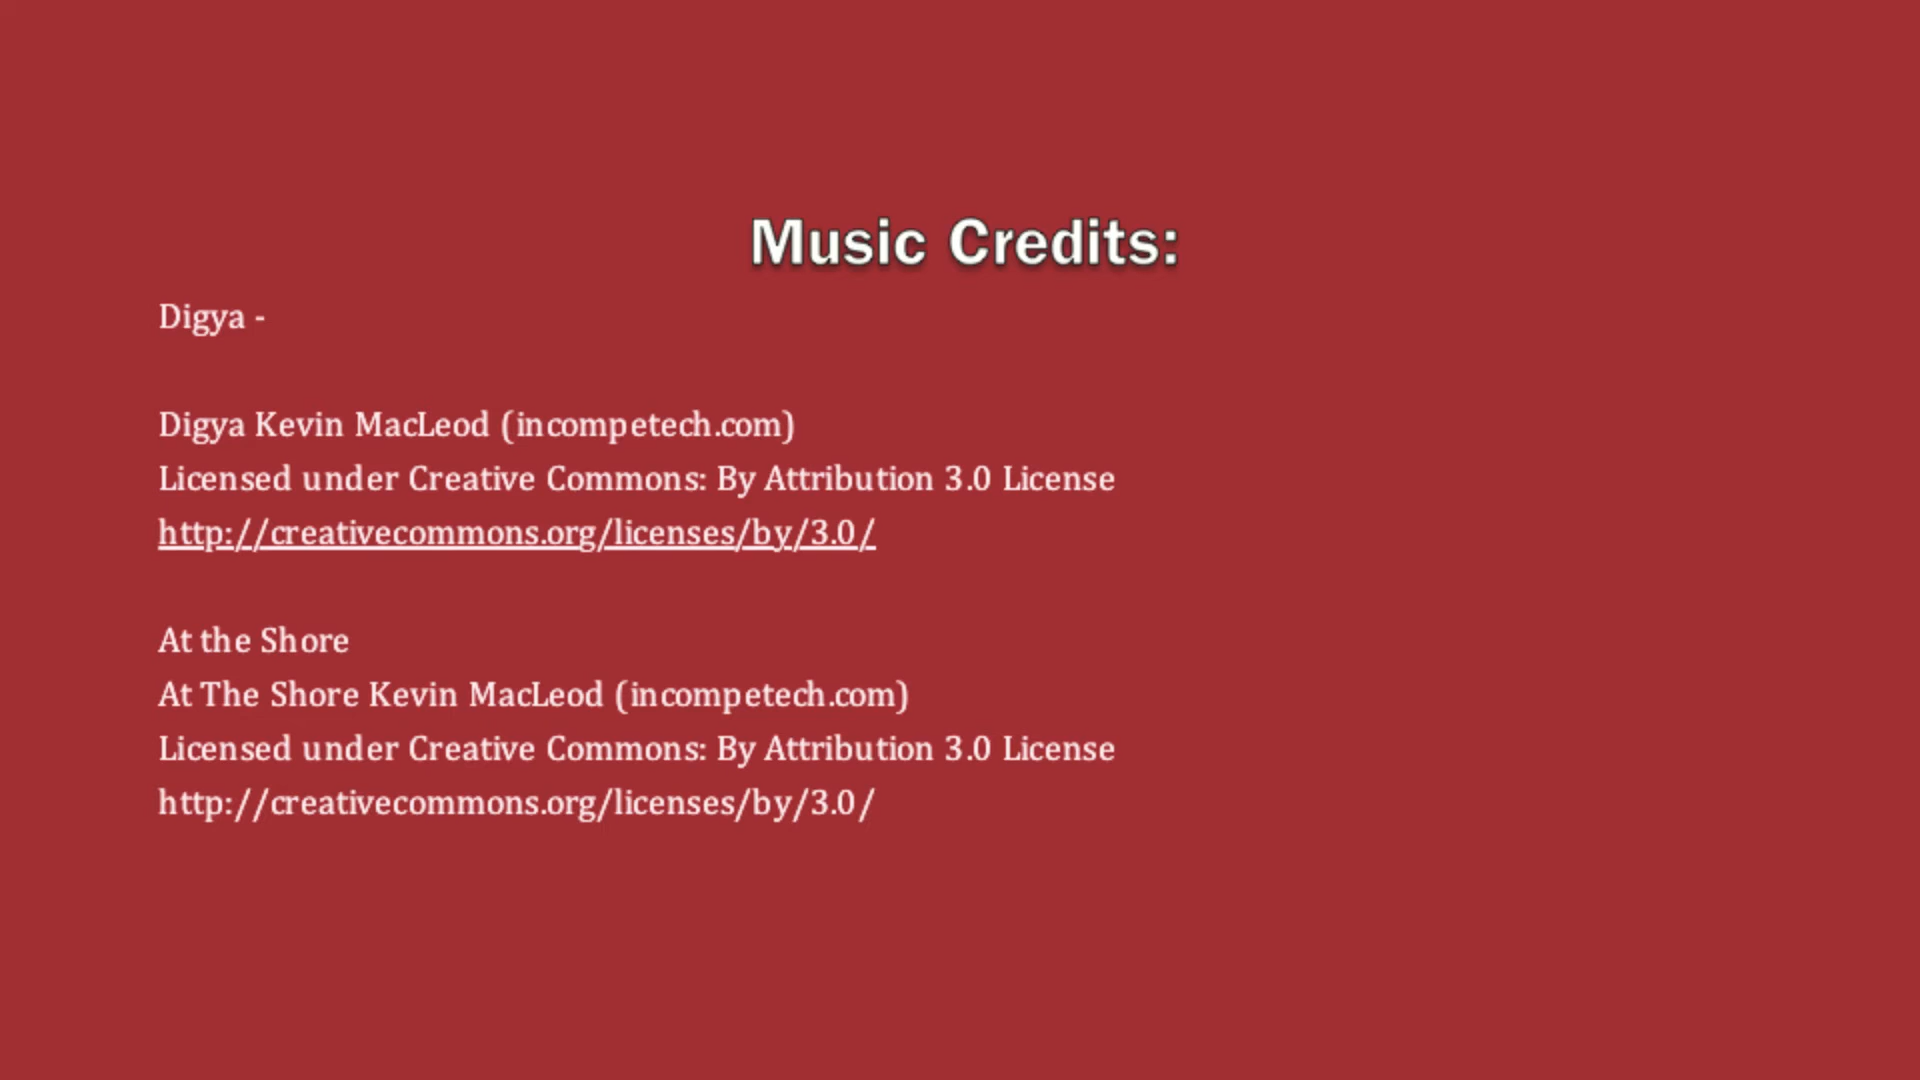 Music Credits:
Digya -
Digya Kevin MacLeod (incompetech.com)
Licensed under Creative Commons: By Attribution 3.0 License
http://creativecommons.org/licenses/by/3.0/
At the Shore
At The Shore Kevin MacLeod (incompetech.com)
Licensed under Creative Commons: By Attribution 3.0 License
http://creativecommons.org/licenses/by/3.0/